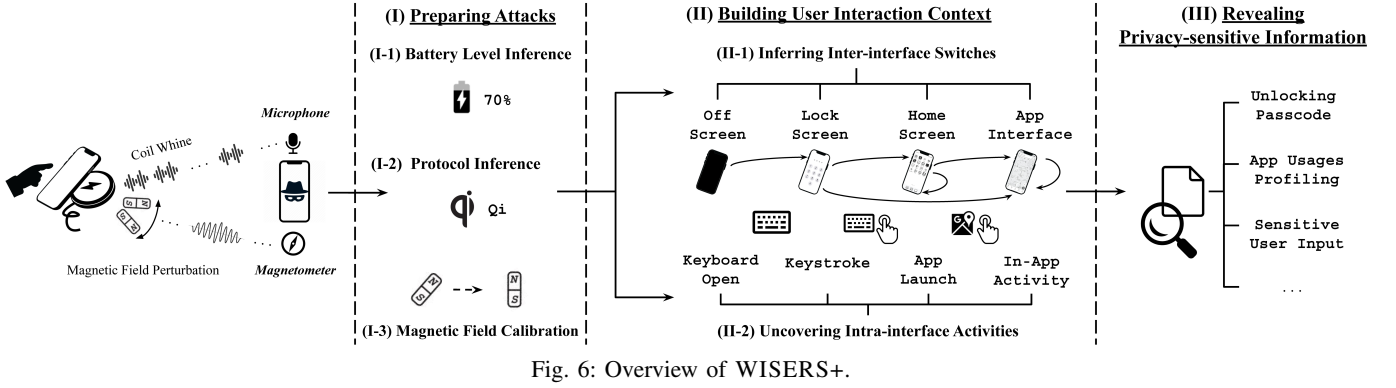 Microphone
Coil Whine
...
N
S
N
S
...
Magnetic Field Perturbation
Magnetometer
(I) Preparing Attacks
(I-1) Battery Level Inference
70%
(I-2) Protocol Inference
Qi
N
S
N
S
(I-3) Magnetic Field Calibration
(II) Building User Interaction Context
(II-1) Inferring Inter-interface Switches
Off
Screen
Lock
Screen
Home
Screen
App
Interface
G
Keyboard
Open
Keystroke
App
Launch
In-App
Activity
(II-2) Uncovering Intra-interface Activities
(III) Revealing
Privacy-sensitive Information
Unlocking
Passcode
App Usages
Profiling
Sensitive
User Input
...
Fig. 6: Overview of WISERS+.